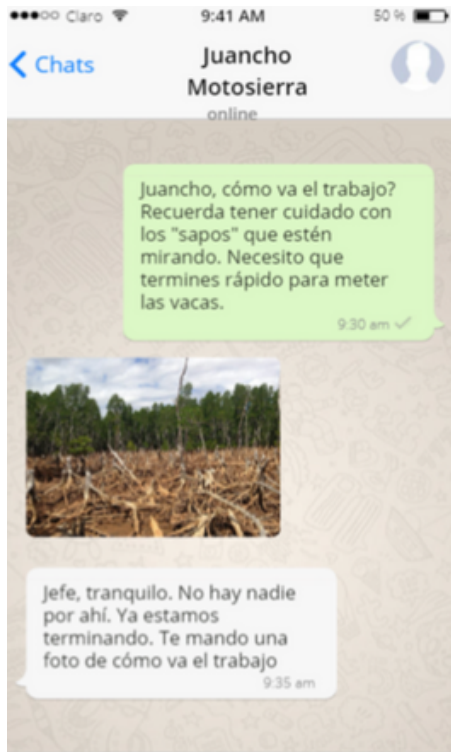 Claro
9:41 AM
50 %
Chats
Juancho
Motosierra
online
Juancho, cómo va el trabajo?
Recuerda tener cuidado con
los "sapos" que estén
mirando. Necesito que
termines rápido para meter
las vacas.
9:30 am
Jefe, tranquilo. No hay nadie
por ahí. Ya estamos
terminando. Te mando una
foto de cómo va el trabajo
9:35 am